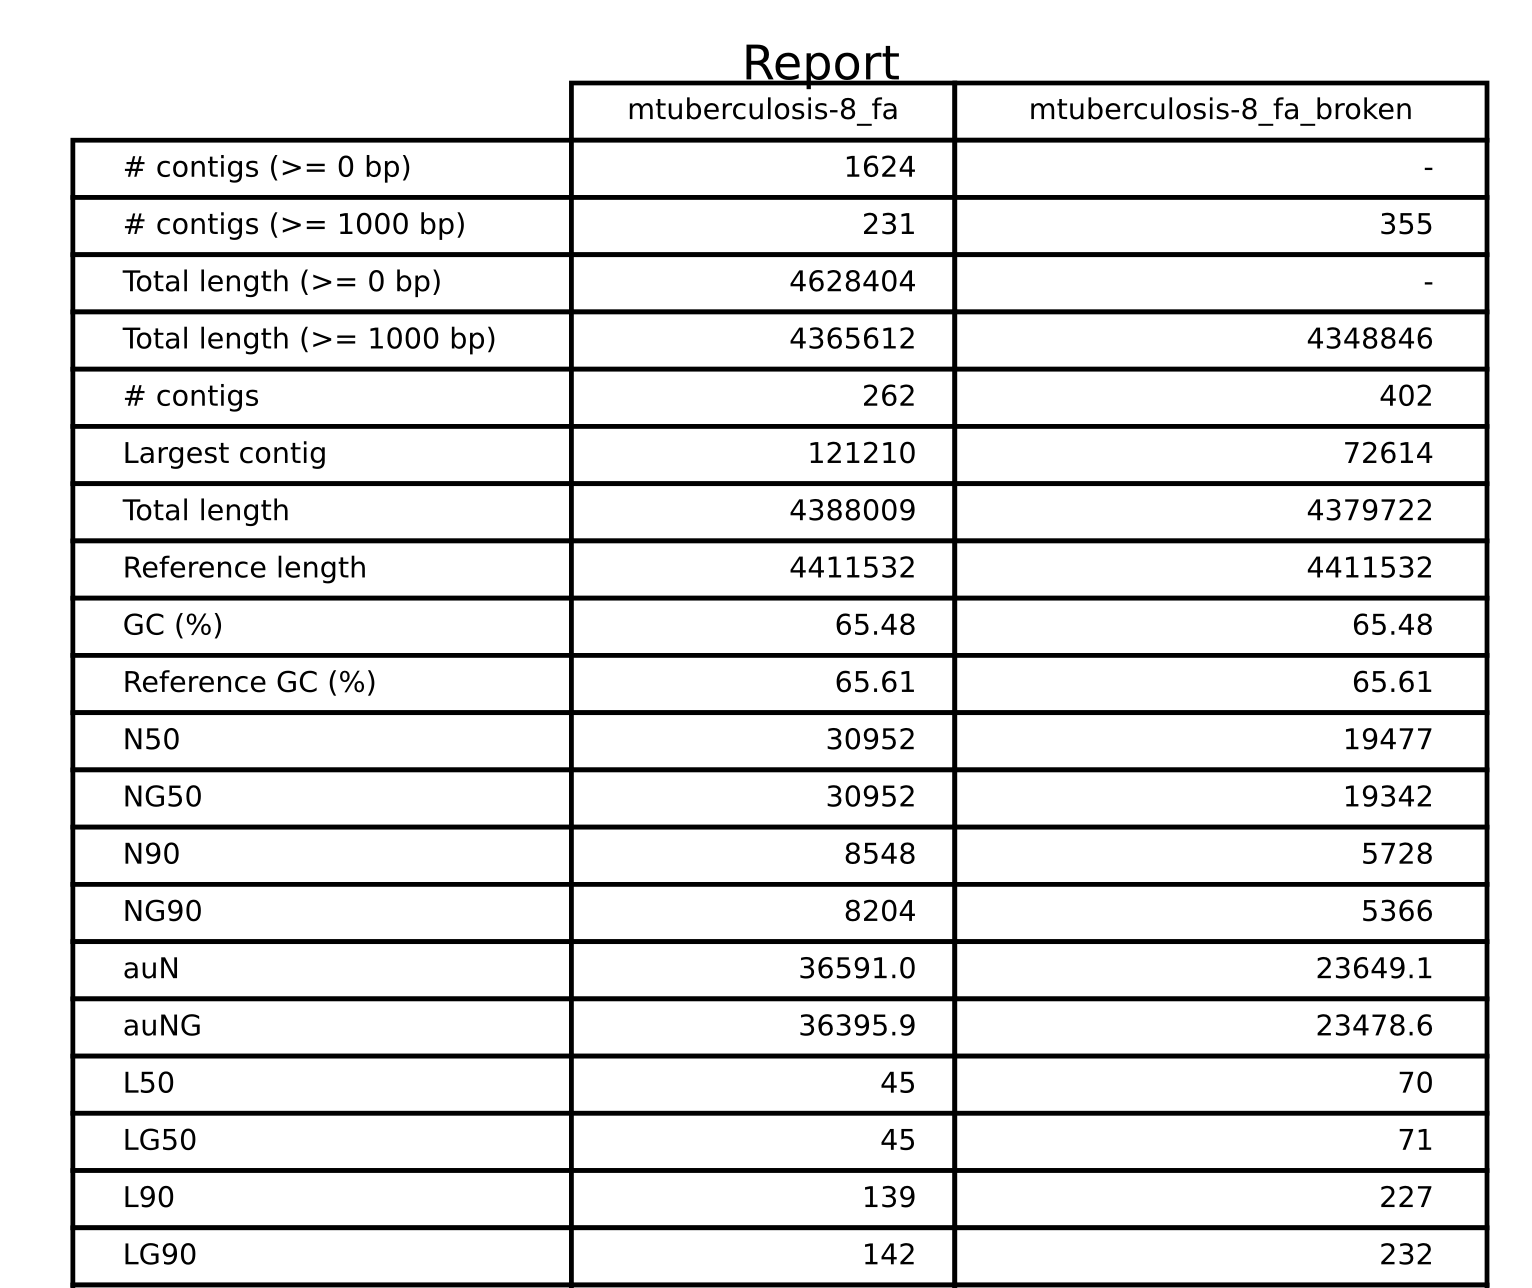 Report
mtuberculosis-8_fa mtuberculosis-8_fa_broken
# contigs (>= 0 bp) 1624 -
# contigs (>= 1000 bp) 231 355
Total length (>= 0 bp) 4628404 -
Total length (>= 1000 bp) 4365612 4348846
# contigs 262 402
Largest contig 121210 72614
Total length 4388009 4379722
Reference length 4411532 4411532
GC (%) 65.48 65.48
Reference GC (%) 65.61 65.61
N50 30952 19477
NG50 30952 19342
N90 8548 5728
NG90 8204 5366
auN 36591.0 23649.1
auNG 36395.9 23478.6
L50 45 70
LG50 45 71
L90 139 227
LG90 142 232